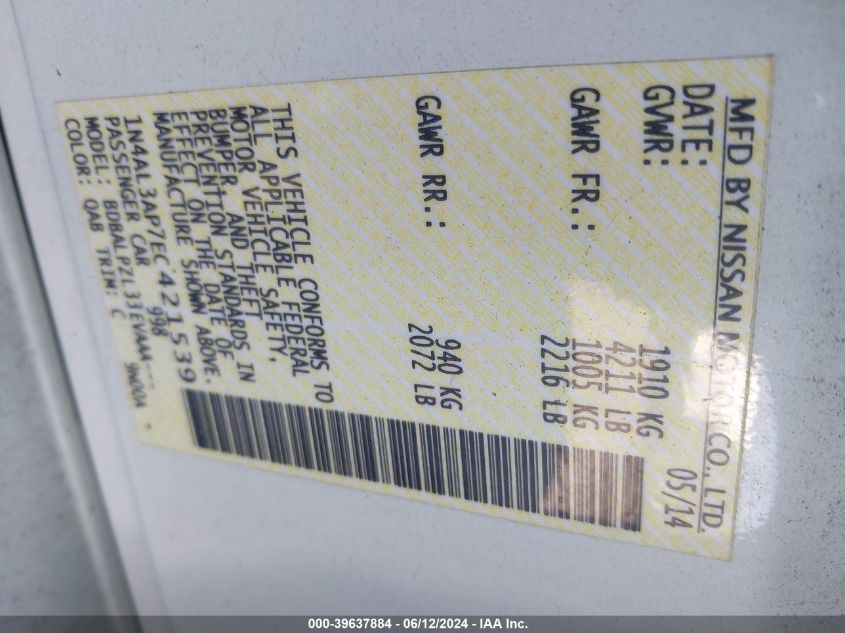 MFD BY NISSAN MOTOR CO., LTD.
DATE: 05/14
GVWR: 1910 KG
4211 LB
GAWR FR.: 1005 KG
2216 LB
GAWR RR.: 940 KG
2072 LB
THIS VEHICLE CONFORMS TO
ALL APPLICABLE FEDERAL
MOTOR VEHICLE SAFETY,
BUMPER, AND THEFT
PREVENTION STANDARDS IN
EFFECT ON THE DATE OF
MANUFACTURE SHOWN ABOVE.
1N4AL3AP7EC421539
PASSENGER CAR 998
MODEL: BDBALPZL33EVAAA---
COLOR: QAB TRIM: C 9N00A
000-39637884 - 06/12/2024 - IAA Inc.